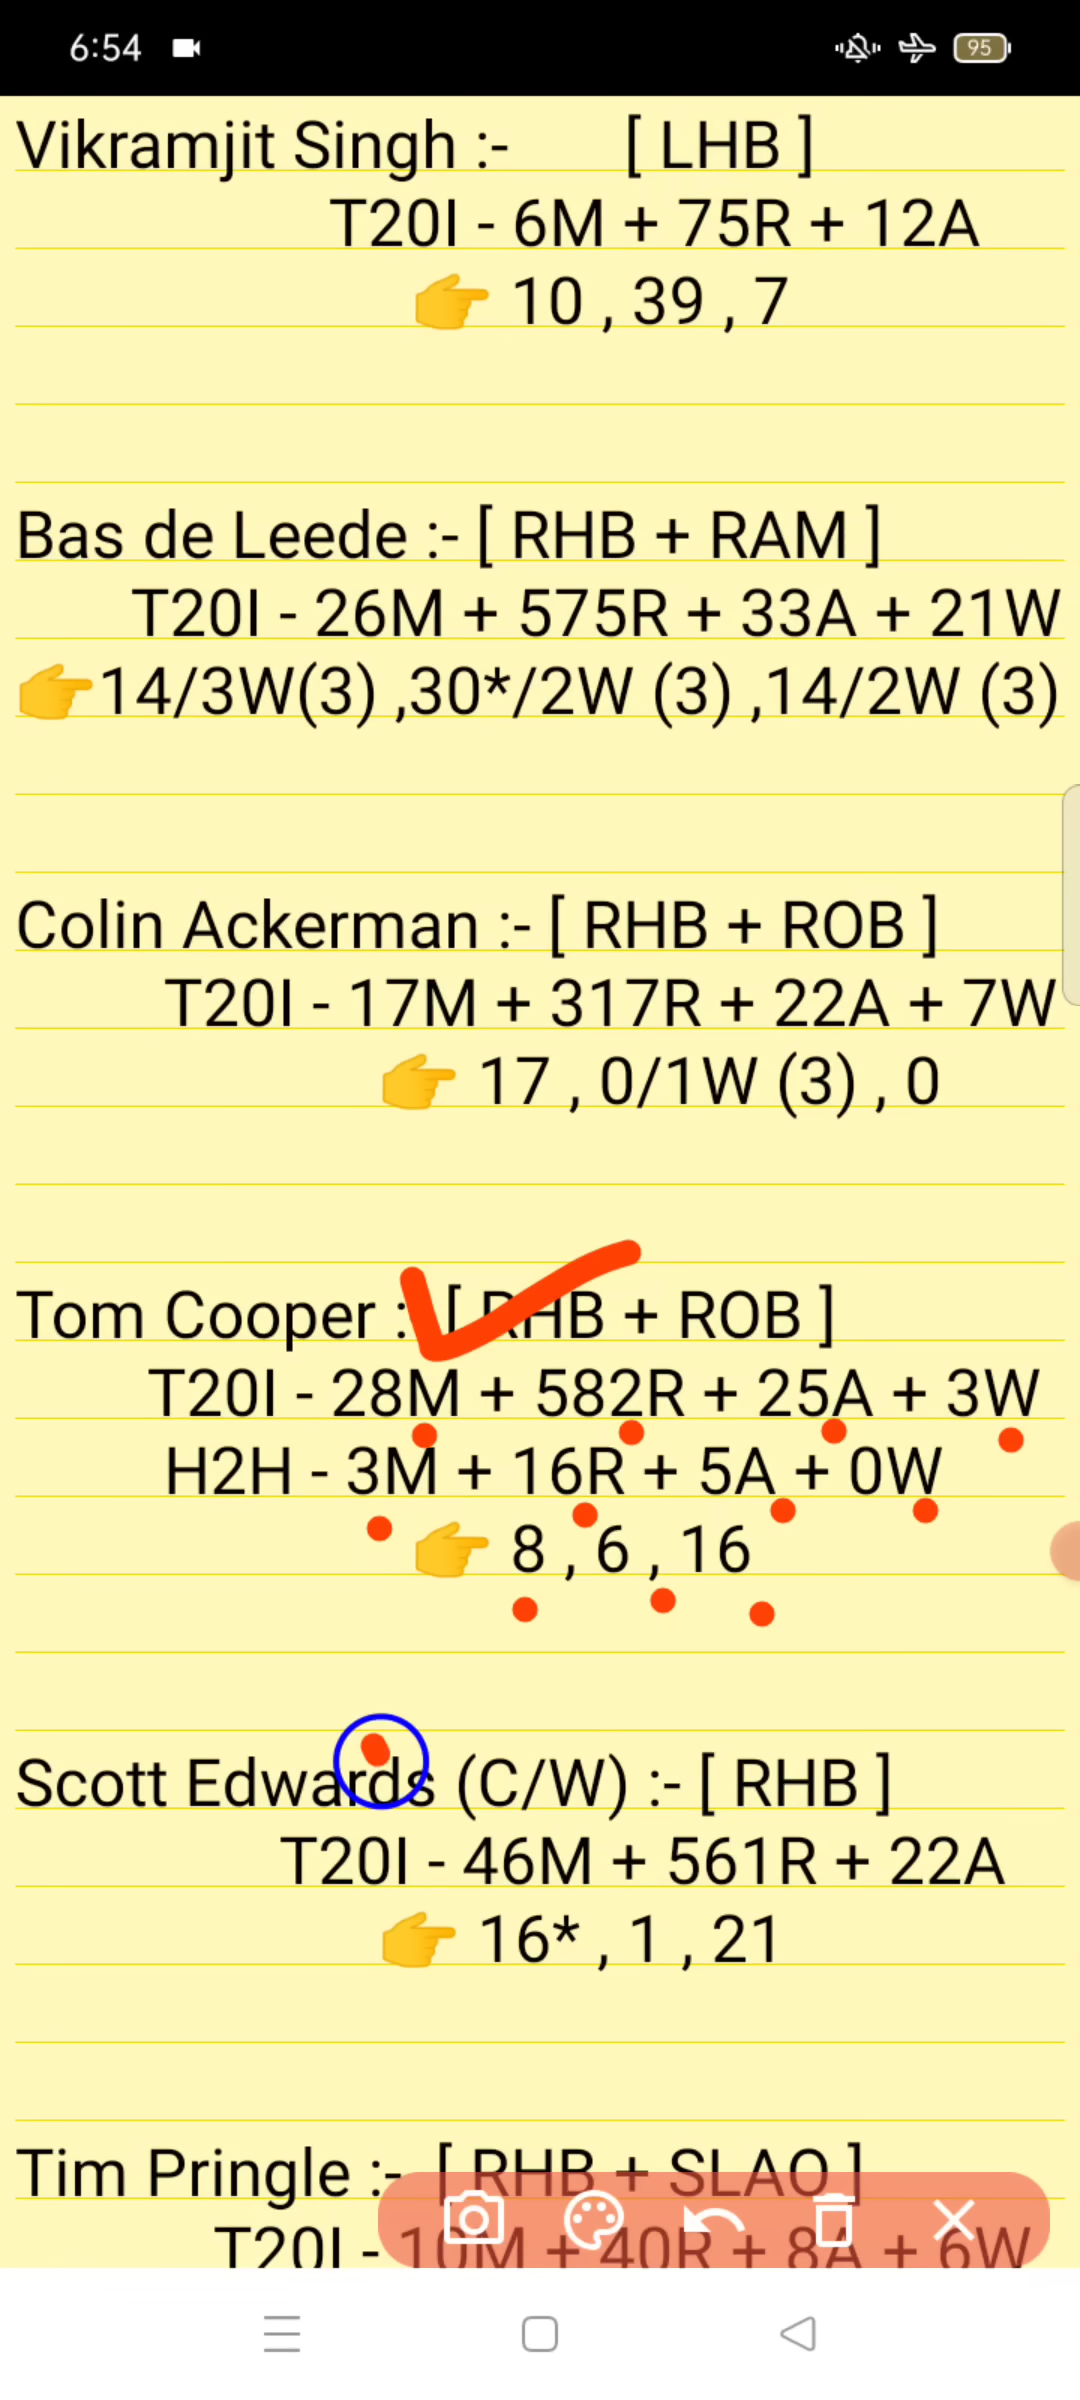 6:54
95
Vikramjit Singh :- [ LHB ]
T20I - 6M + 75R + 12A
👉 10 , 39 , 7
Bas de Leede :- [ RHB + RAM ]
T20I - 26M + 575R + 33A + 21W
👉14/3W(3) ,30*/2W (3) ,14/2W (3)
Colin Ackerman :- [ RHB + ROB ]
T20I - 17M + 317R + 22A + 7W
👉 17 , 0/1W (3) , 0
Tom Cooper : [ RHB + ROB ]
T20I - 28M + 582R + 25A + 3W
H2H - 3M + 16R + 5A + 0W
👉 8 , 6 , 16
Scott Edwards (C/W) :- [ RHB ]
T20I - 46M + 561R + 22A
👉 16* , 1 , 21
Tim Pringle :- [ RHB + SLAO ]
T20I - 10M + 40R + 8A + 6W